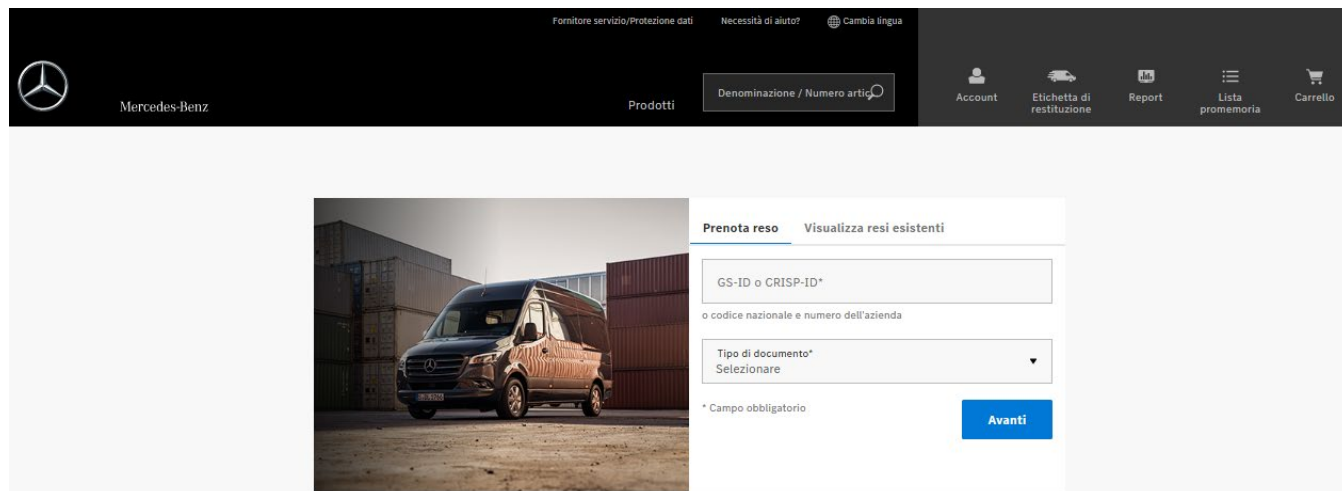 Fornitore servizio/Protezione dati
Necessità di aiuto?
Cambia lingua
Mercedes-Benz
Prodotti
Denominazione / Numero artic
Account
Etichetta di
restituzione
Report
Lista
promemoria
Carrello
Prenota reso
Visualizza resi esistenti
GS-ID o CRISP-ID*
o codice nazionale e numero dell'azienda
Tipo di documento*
Selezionare
* Campo obbligatorio
Avanti